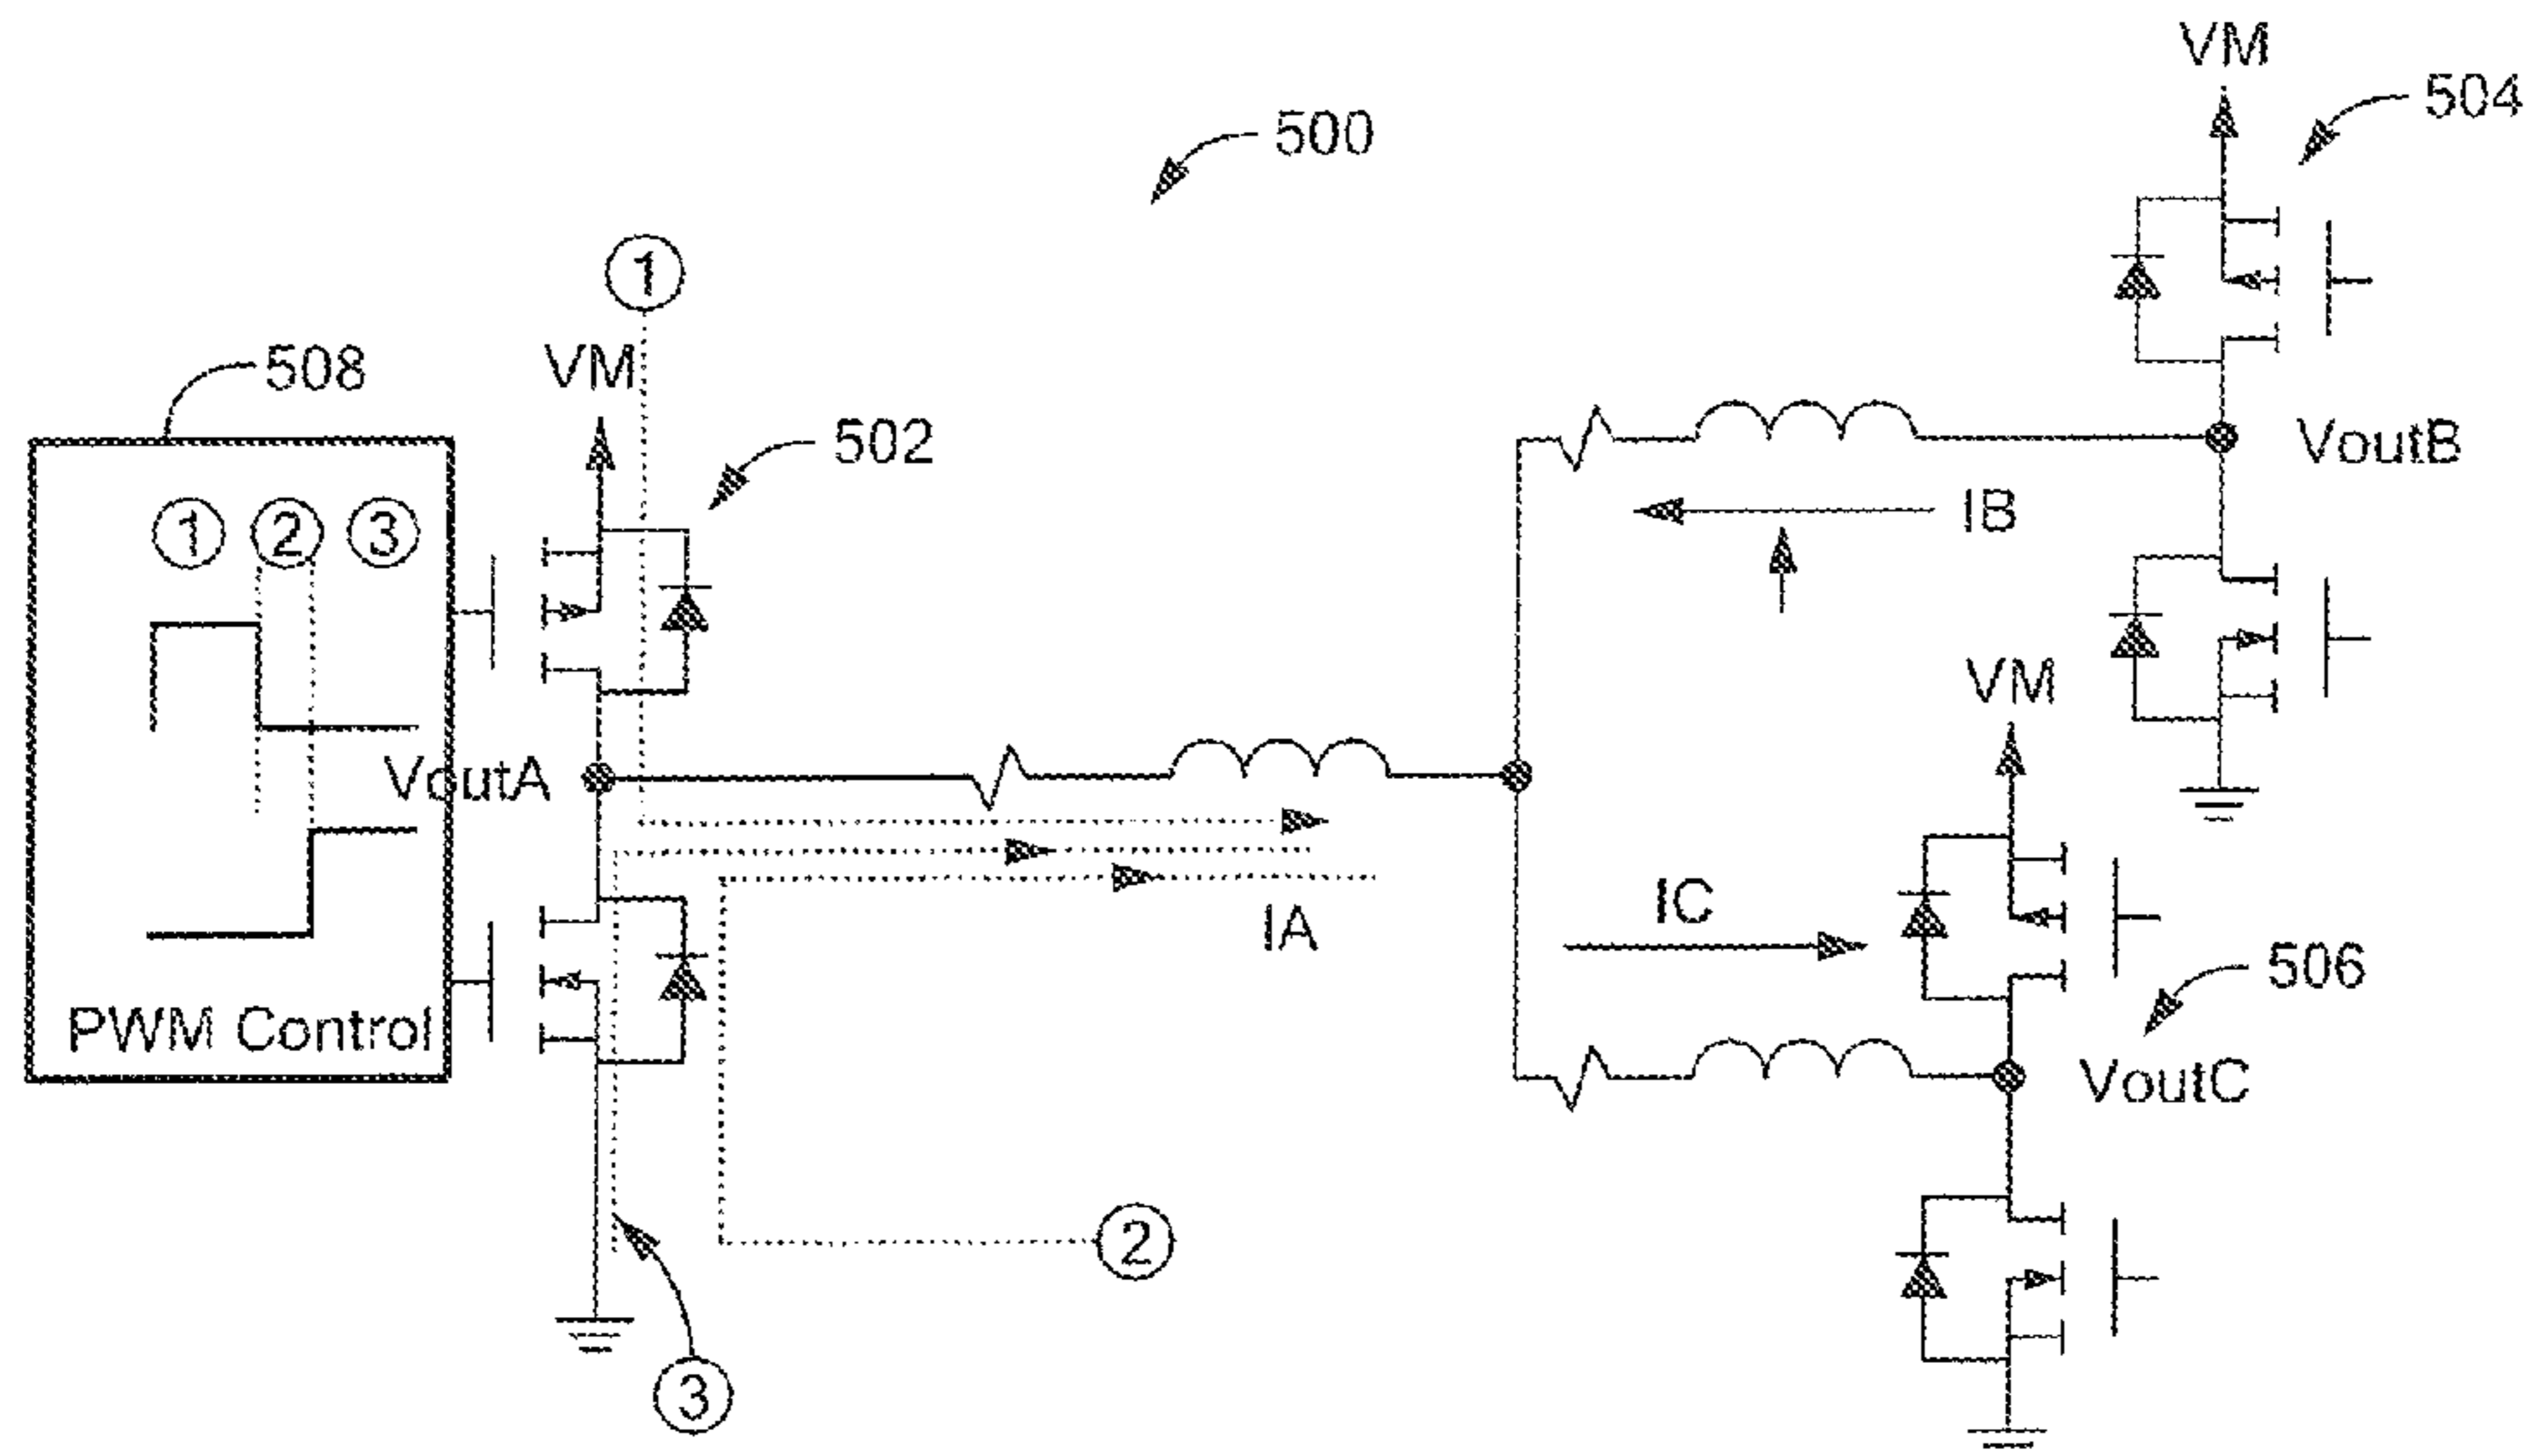 VM
504
500
①
508
VM
502
VoutB
① ② ③
IB
VM
VoutA
IC
IA
506
PWM Control
VoutC
②
③